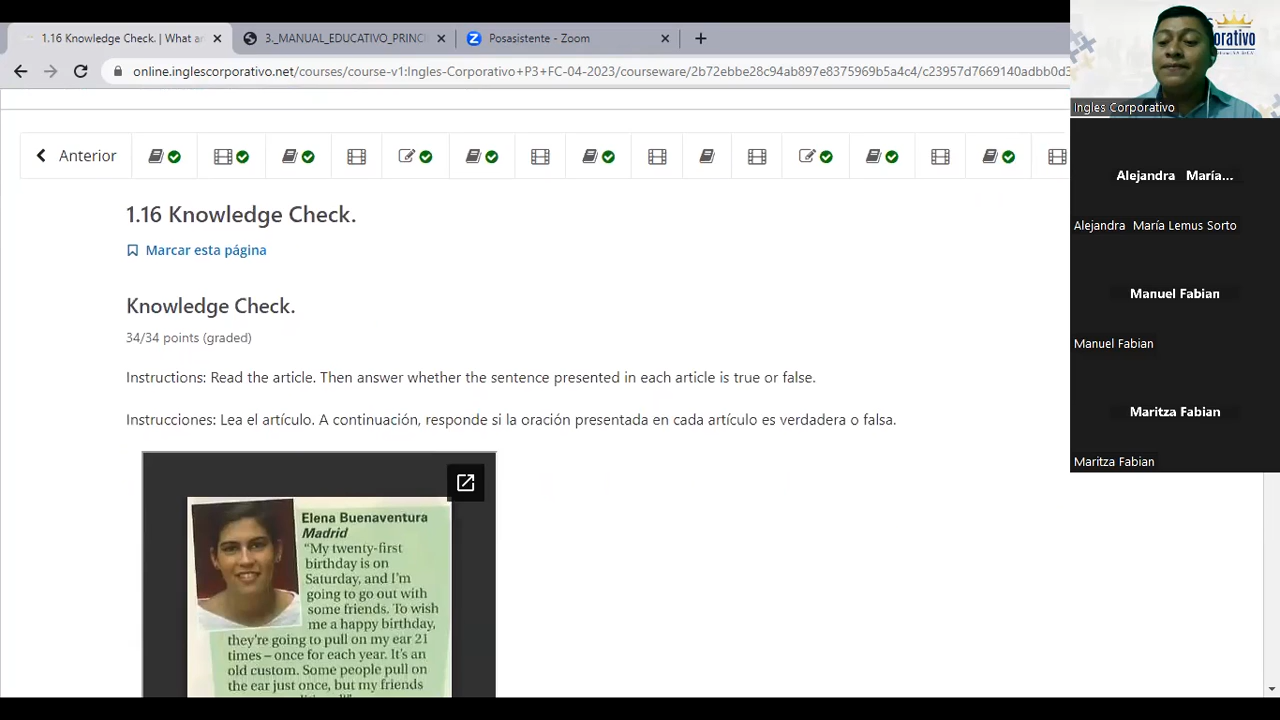 1.16 Knowledge Check. | What a
3._MANUAL_EDUCATIVO_PRINC
Posasistente - Zoom
online.inglescorporativo.net/courses/course-v1:Ingles-Corporativo+P3+FC-04-2023/courseware/2b72ebbe28c94ab897e8375969b5a4c4/c23957d7669140adbb0d3
Anterior
1.16 Knowledge Check.
Marcar esta página
Knowledge Check.
34/34 points (graded)
Instructions: Read the article. Then answer whether the sentence presented in each article is true or false.
Instrucciones: Lea el artículo. A continuación, responde si la oración presentada en cada artículo es verdadera o falsa.
Elena Buenaventura
Madrid
"My twenty-first
birthday is on
Saturday, and I'm
going to go out with
some friends. To wish
me a happy birthday,
they're going to pull on my ear 21
times – once for each year. It's an
old custom. Some people pull on
the ear just once, but my friends
orativo
Ingles Corporativo
Alejandra María...
Alejandra María Lemus Sorto
Manuel Fabian
Manuel Fabian
Maritza Fabian
Maritza Fabian